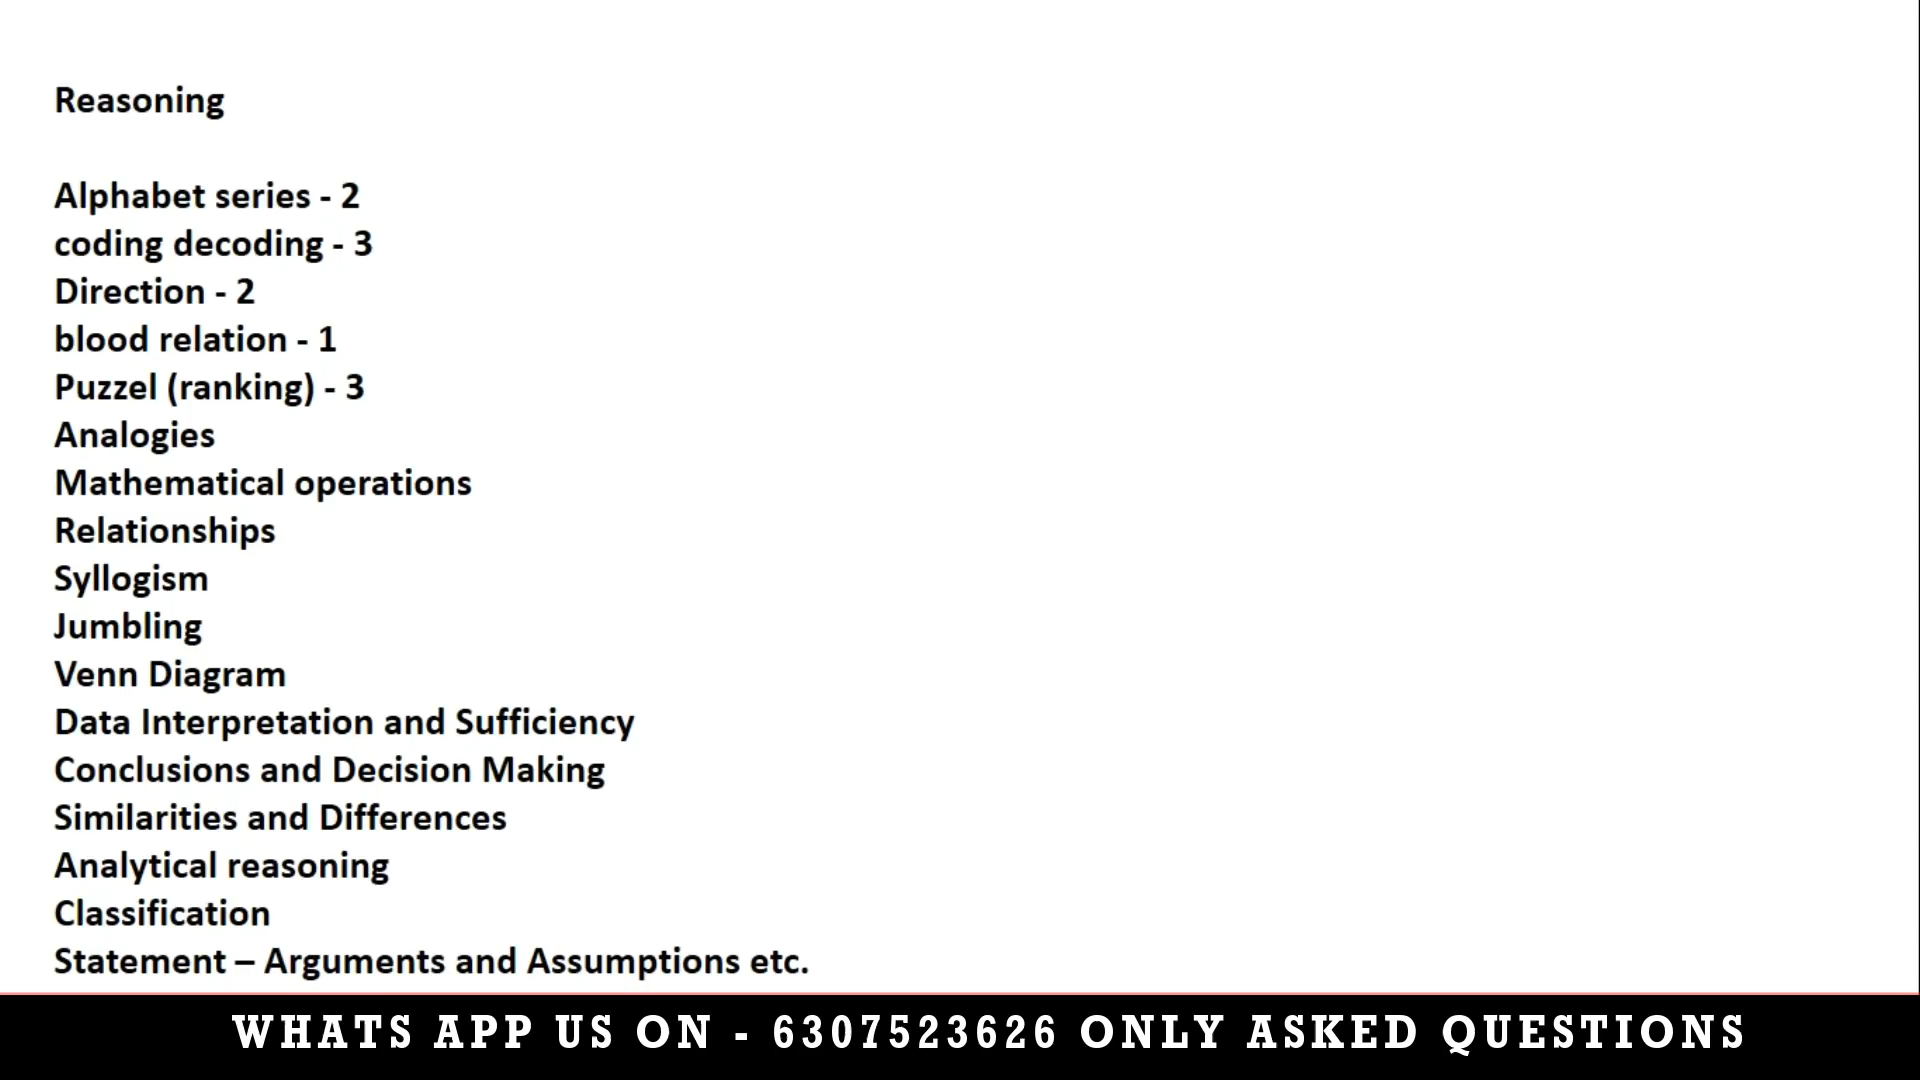 Reasoning
Alphabet series - 2
coding decoding - 3
Direction - 2
blood relation - 1
Puzzel (ranking) - 3
Analogies
Mathematical operations
Relationships
Syllogism
Jumbling
Venn Diagram
Data Interpretation and Sufficiency
Conclusions and Decision Making
Similarities and Differences
Analytical reasoning
Classification
Statement – Arguments and Assumptions etc.
WHATS APP US ON - 6307523626 ONLY ASKED QUESTIONS